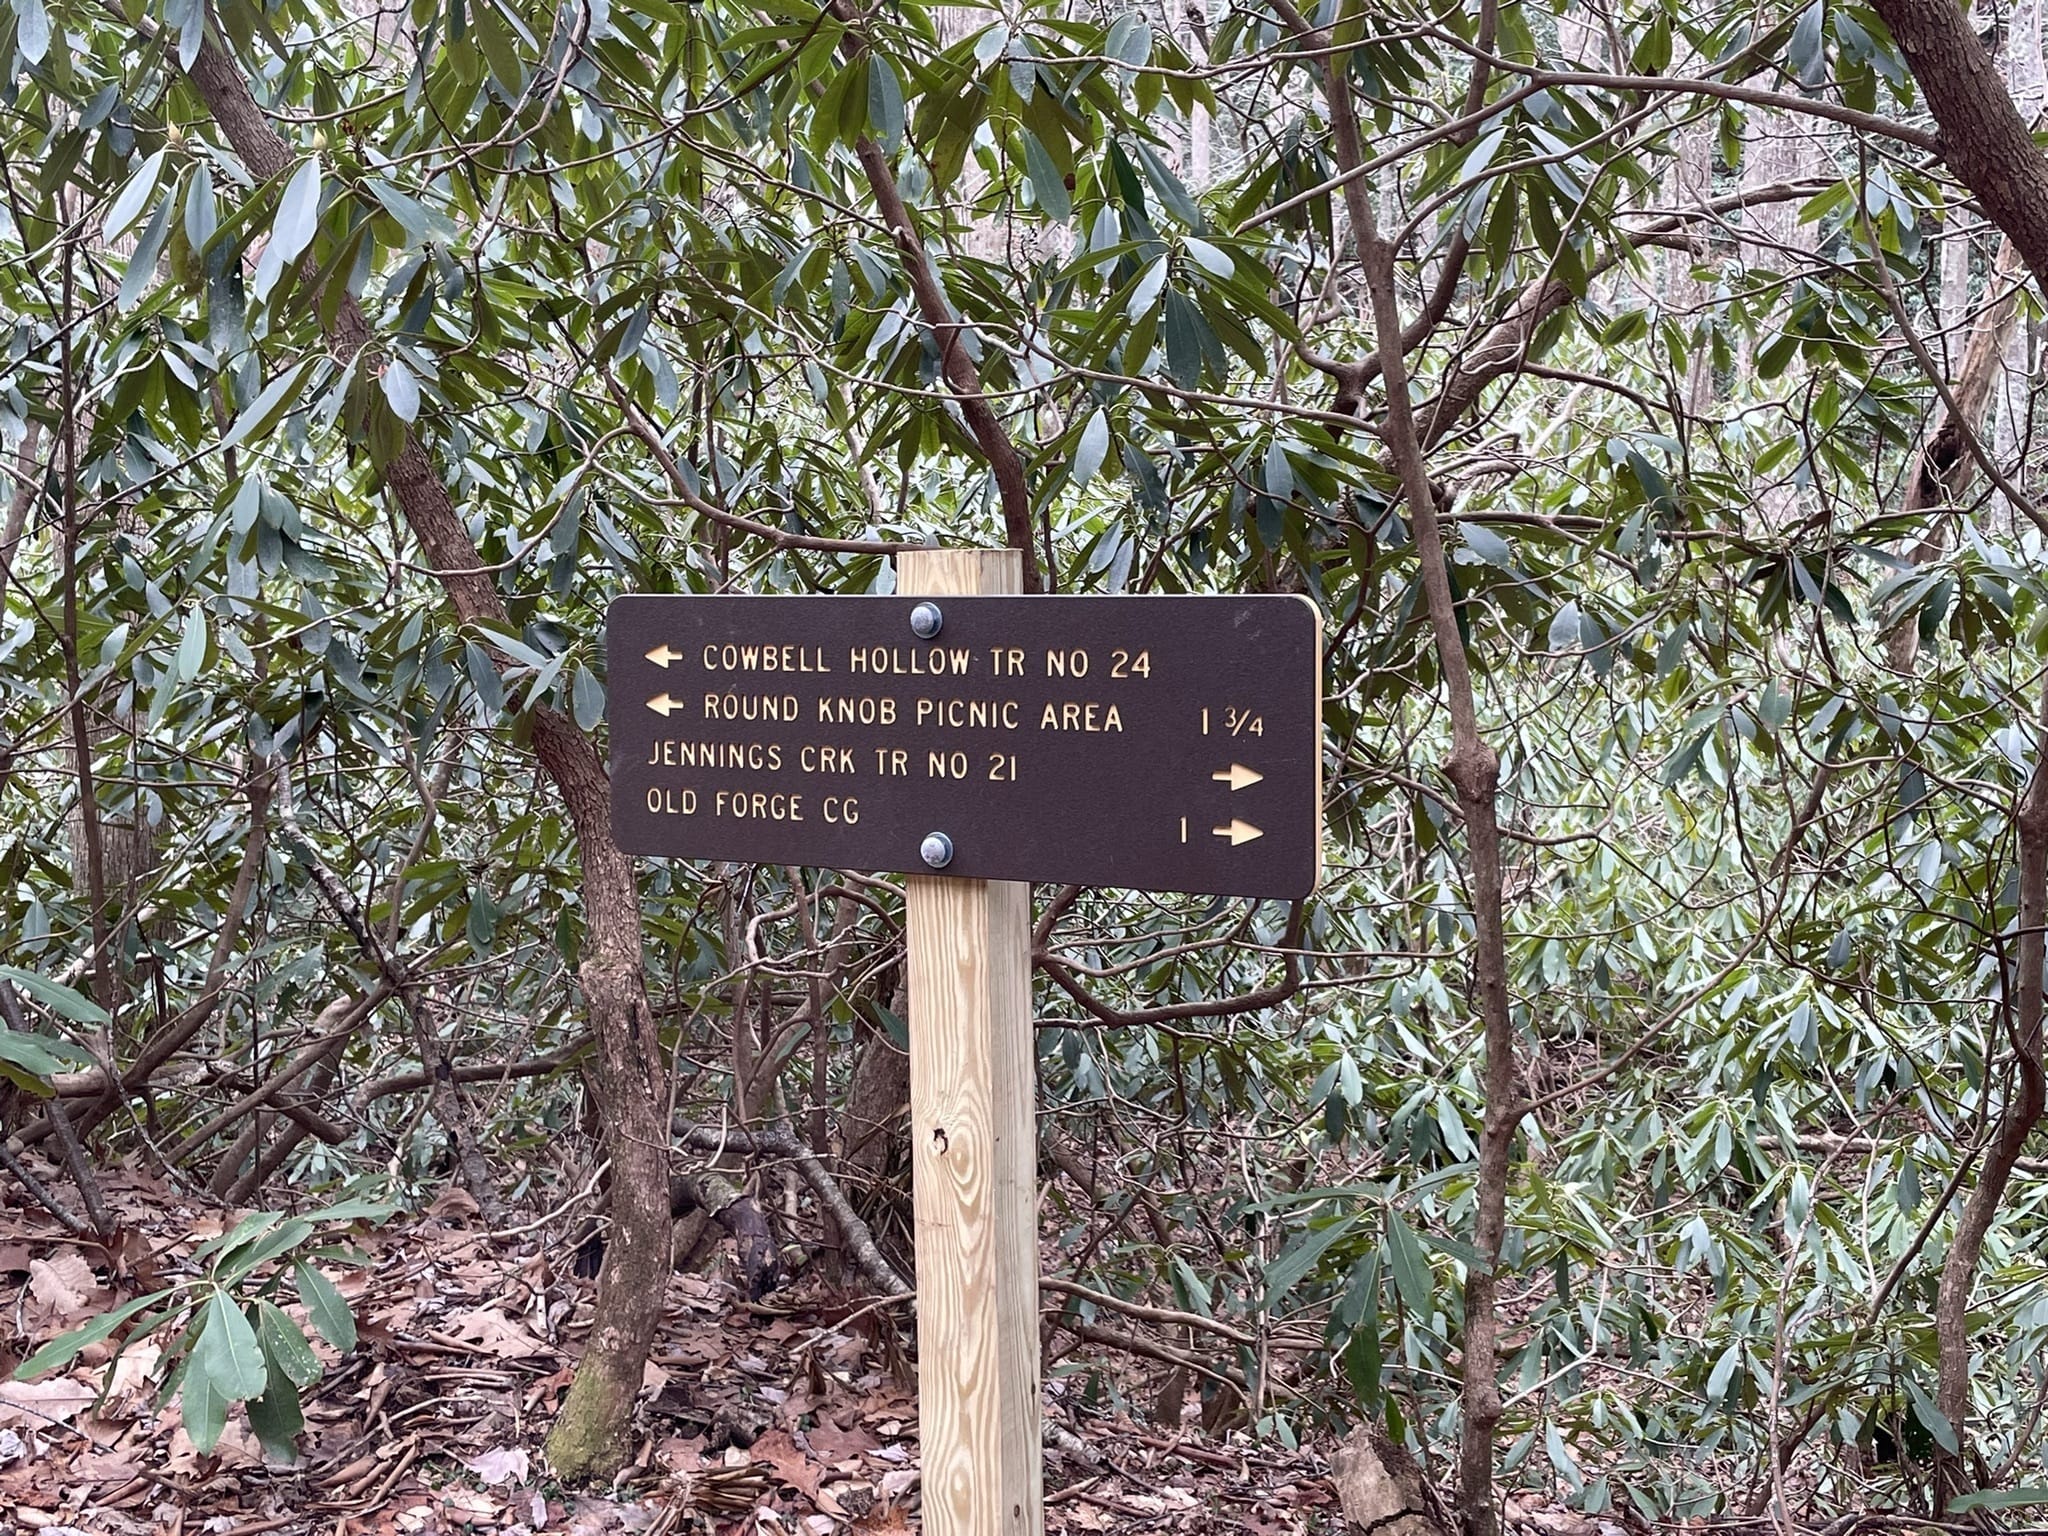 ← COWBELL HOLLOW TR NO 24
← ROUND KNOB PICNIC AREA 1 3/4
JENNINGS CRK TR NO 21 →
OLD FORGE CG 1 →